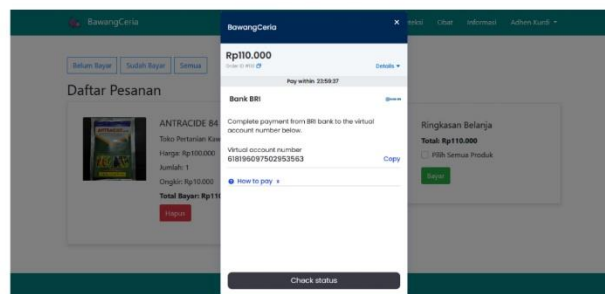 BawangCeria
BawangCeria ×
Obat Informasi Adhen Kurdi
Belum Bayar Sudah Bayar Semua
Daftar Pesanan
Rp110.000
Details
Pay within 23:59:37
Bank BRI
Complete payment from BRI bank to the virtual
account number below.
Virtual account number
618196097502953563 Copy
How to pay
Check status
ANTRACIDE 84
Toko Pertanian Kaw
Harga: Rp100.000
Jumlah: 1
Ongkir: Rp10.000
Total Bayar: Rp11
Hapus
Ringkasan Belanja
Total: Rp110.000
Pilih Semua Produk
Bayar